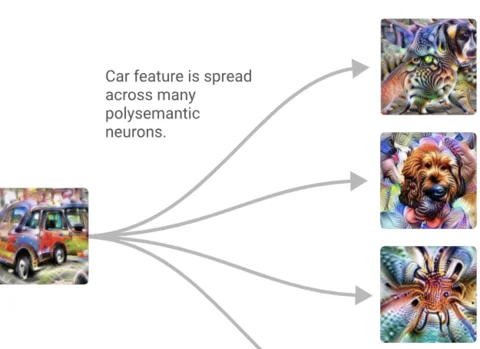 Car feature is spread
across many
polysemantic
neurons.